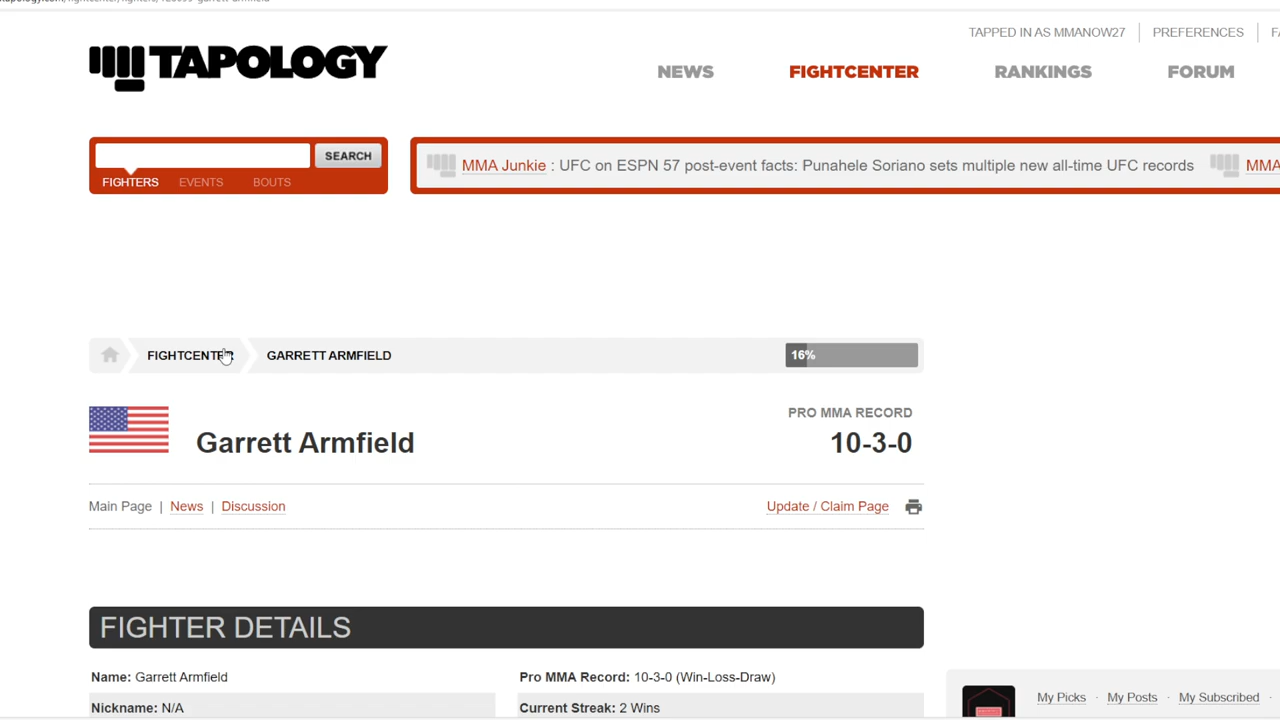 TAPPED IN AS MMANOW27 PREFERENCES
TAPOLOGY
NEWS FIGHTCENTER RANKINGS FORUM
SEARCH
FIGHTERS EVENTS BOUTS
MMA Junkie : UFC on ESPN 57 post-event facts: Punahele Soriano sets multiple new all-time UFC records
FIGHTCENTER GARRETT ARMFIELD 16%
PRO MMA RECORD
Garrett Armfield 10-3-0
Main Page | News | Discussion Update / Claim Page
FIGHTER DETAILS
Name: Garrett Armfield Pro MMA Record: 10-3-0 (Win-Loss-Draw)
Nickname: N/A Current Streak: 2 Wins
My Picks · My Posts · My Subscribed ·